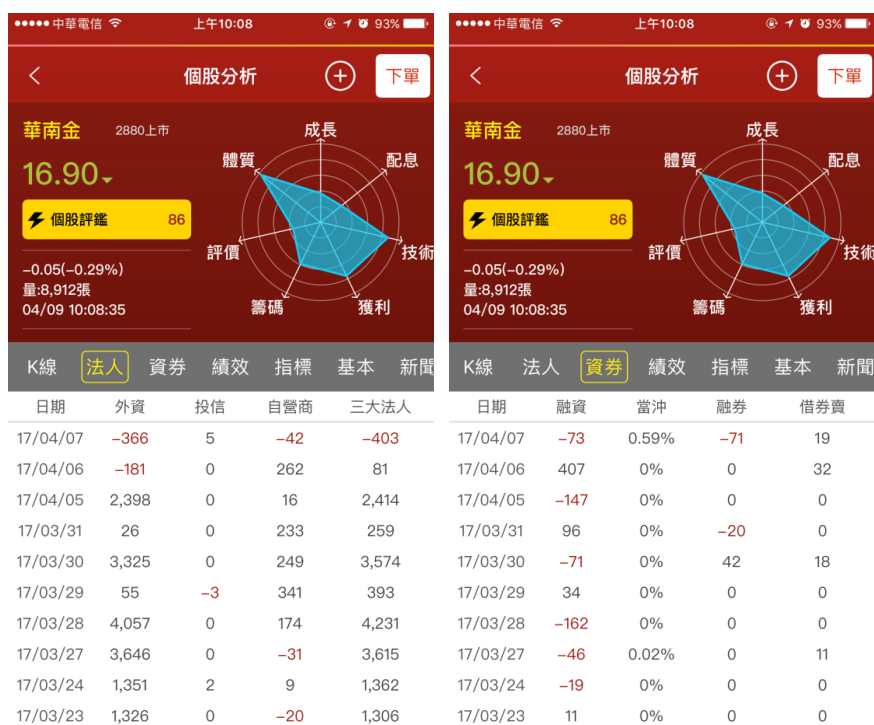 中華電信 上午10:08 93%
個股分析 下單
華南金 2880上市
16.90
個股評鑑 86
-0.05(-0.29%)
量:8,912張
04/09 10:08:35
成長
配息
技術
獲利
籌碼
評價
體質
K線 法人 資券 績效 指標 基本 新聞
日期 外資 投信 自營商 三大法人
17/04/07 -366 5 -42 -403
17/04/06 -181 0 262 81
17/04/05 2,398 0 16 2,414
17/03/31 26 0 233 259
17/03/30 3,325 0 249 3,574
17/03/29 55 -3 341 393
17/03/28 4,057 0 174 4,231
17/03/27 3,646 0 -31 3,615
17/03/24 1,351 2 9 1,362
17/03/23 1,326 0 -20 1,306
中華電信 上午10:08 93%
個股分析 下單
華南金 2880上市
16.90
個股評鑑 86
-0.05(-0.29%)
量:8,912張
04/09 10:08:35
成長
配息
技術
獲利
籌碼
評價
體質
K線 法人 資券 績效 指標 基本 新聞
日期 融資 當沖 融券 借券賣
17/04/07 -73 0.59% -71 19
17/04/06 407 0% 0 32
17/04/05 -147 0% 0 0
17/03/31 96 0% -20 0
17/03/30 -71 0% 42 18
17/03/29 34 0% 0 0
17/03/28 -162 0% 0 0
17/03/27 -46 0.02% 0 11
17/03/24 -19 0% 0 0
17/03/23 11 0% 0 0